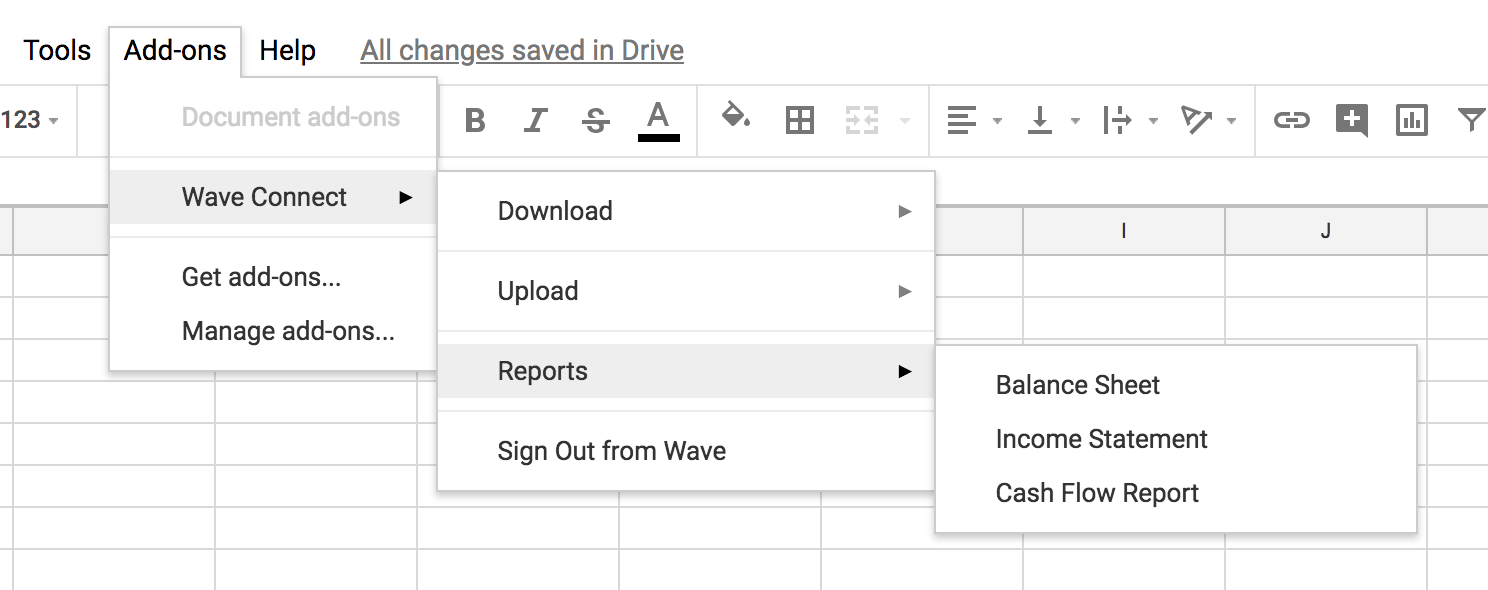 Tools Add-ons Help All changes saved in Drive
123
Document add-ons
B I S A
Wave Connect
Get add-ons...
Manage add-ons...
Download
Upload
Reports
Sign Out from Wave
Balance Sheet
Income Statement
Cash Flow Report
I J